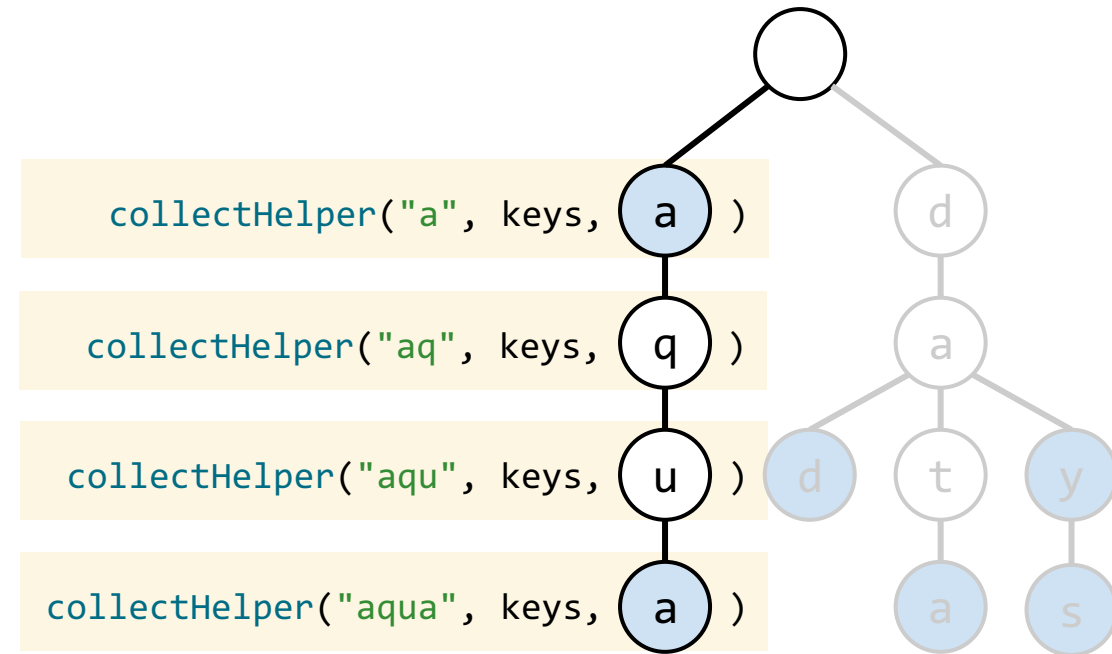 collectHelper("a", keys, a ) d
collectHelper("aq", keys, q ) a
collectHelper("aqu", keys, u ) d t y
collectHelper("aqua", keys, a ) a s